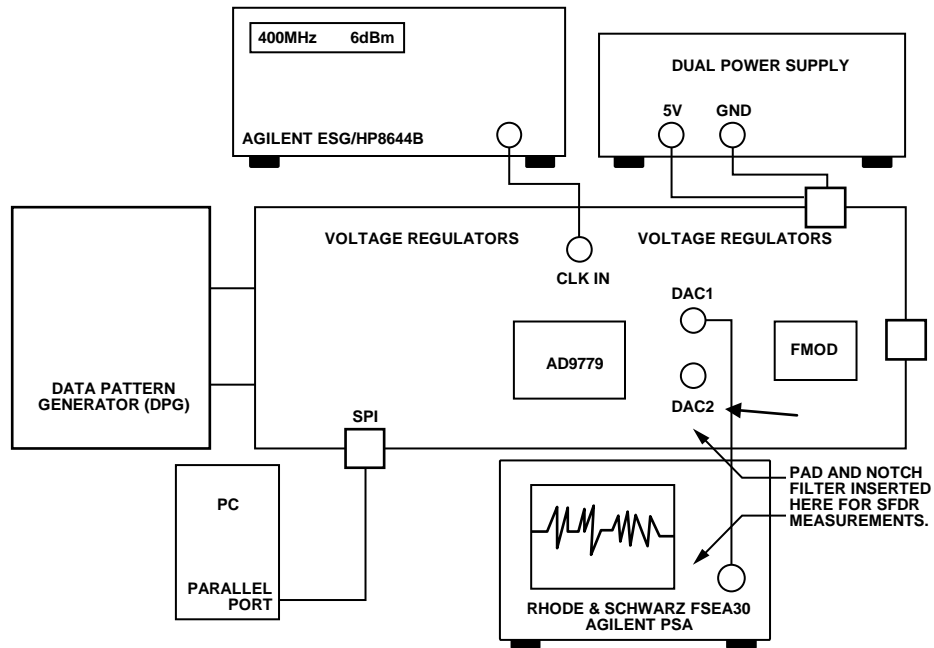 400MHz 6dBm
AGILENT ESG/HP8644B
DUAL POWER SUPPLY
5V GND
VOLTAGE REGULATORS
VOLTAGE REGULATORS
CLK IN
DAC1
AD9779
FMOD
DAC2
DATA PATTERN
GENERATOR (DPG)
SPI
PC
PARALLEL
PORT
PAD AND NOTCH
FILTER INSERTED
HERE FOR SFDR
MEASUREMENTS.
RHODE & SCHWARZ FSEA30
AGILENT PSA